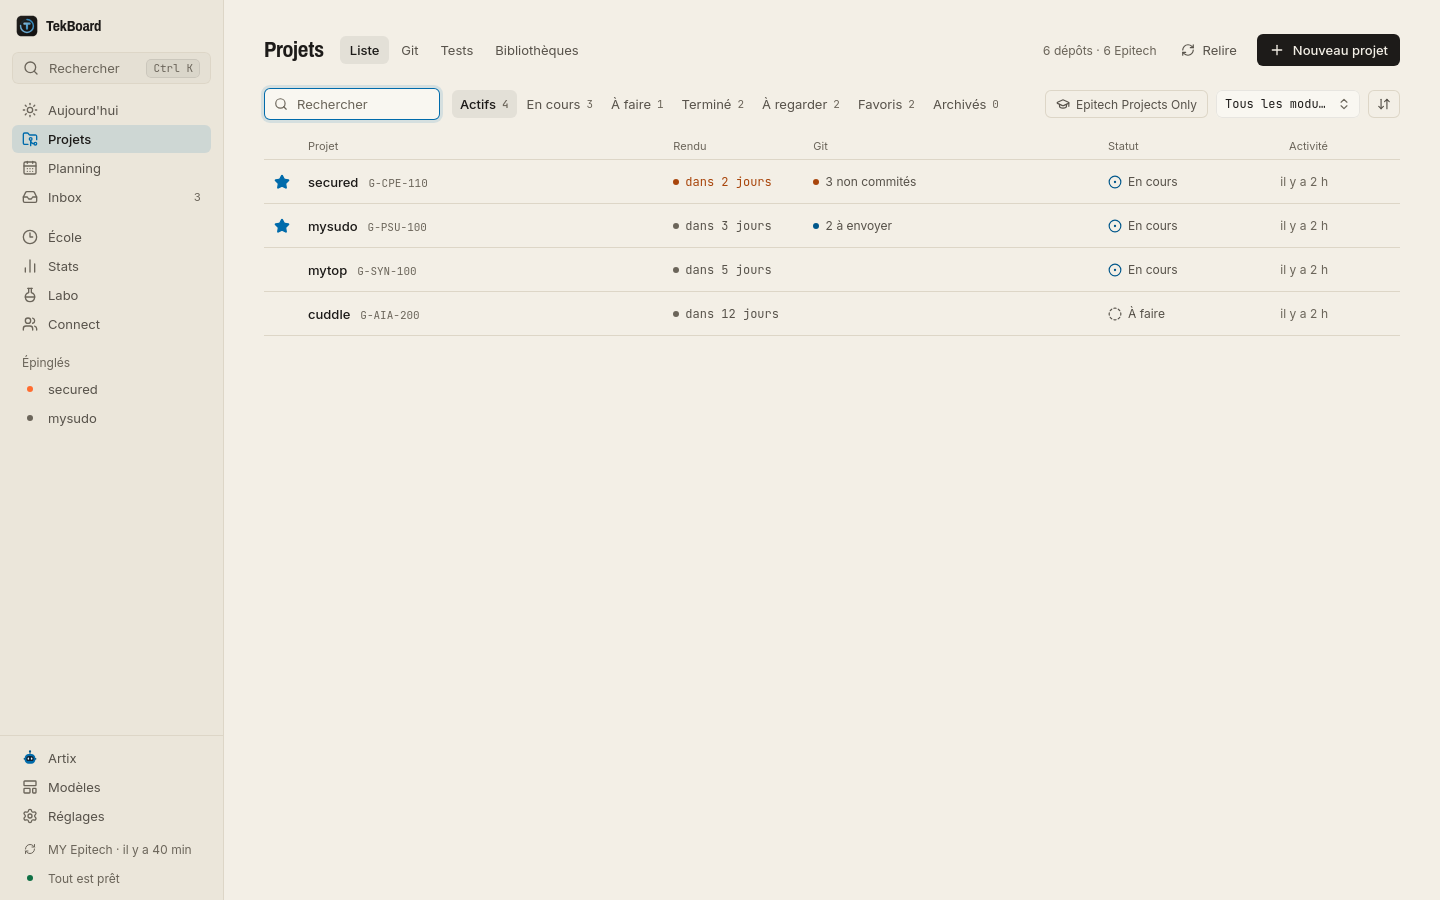 TekBoard
Rechercher Ctrl K
Aujourd'hui
Projets
Planning
Inbox 3
École
Stats
Labo
Connect
Épinglés
secured
mysudo
Artix
Modèles
Réglages
MY Epitech · il y a 40 min
Tout est prêt
Projets Liste Git Tests Bibliothèques 6 dépôts · 6 Epitech Relire Nouveau projet
Rechercher Actifs 4 En cours 3 À faire 1 Terminé 2 À regarder 2 Favoris 2 Archivés 0 Epitech Projects Only Tous les modu…
Projet Rendu Git Statut Activité
secured G-CPE-110 dans 2 jours 3 non commités En cours il y a 2 h
mysudo G-PSU-100 dans 3 jours 2 à envoyer En cours il y a 2 h
mytop G-SYN-100 dans 5 jours En cours il y a 2 h
cuddle G-AIA-200 dans 12 jours À faire il y a 2 h